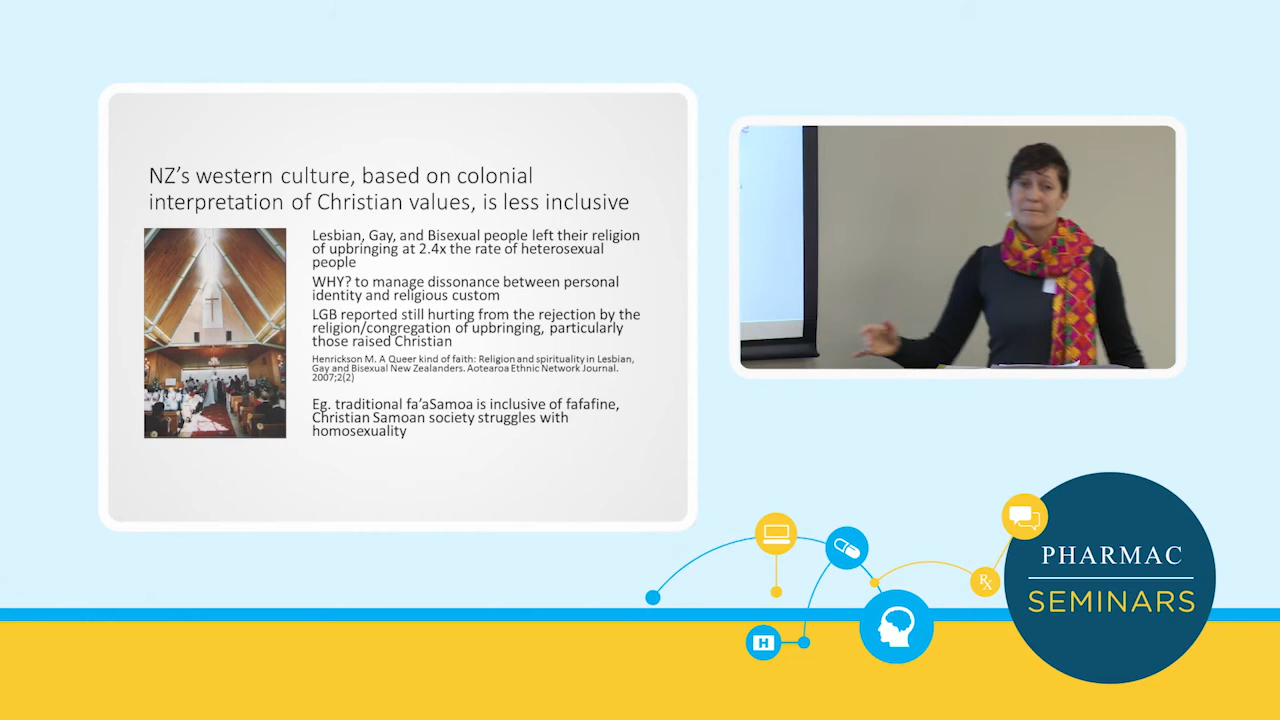 NZ's western culture, based on colonial
interpretation of Christian values, is less inclusive
Lesbian, Gay, and Bisexual people left their religion
of upbringing at 2.4x the rate of heterosexual
people
WHY? to manage dissonance between personal
identity and religious custom
LGB reported still hurting from the rejection by the
religion/congregation of upbringing, particularly
those raised Christian
Henrickson M. A Queer kind of faith: Religion and spirituality in Lesbian,
Gay and Bisexual New Zealanders. Aotearoa Ethnic Network Journal.
2007;2(2)
Eg. traditional fa'aSamoa is inclusive of fafafine,
Christian Samoan society struggles with
homosexuality
PHARMAC
SEMINARS
Rx
H